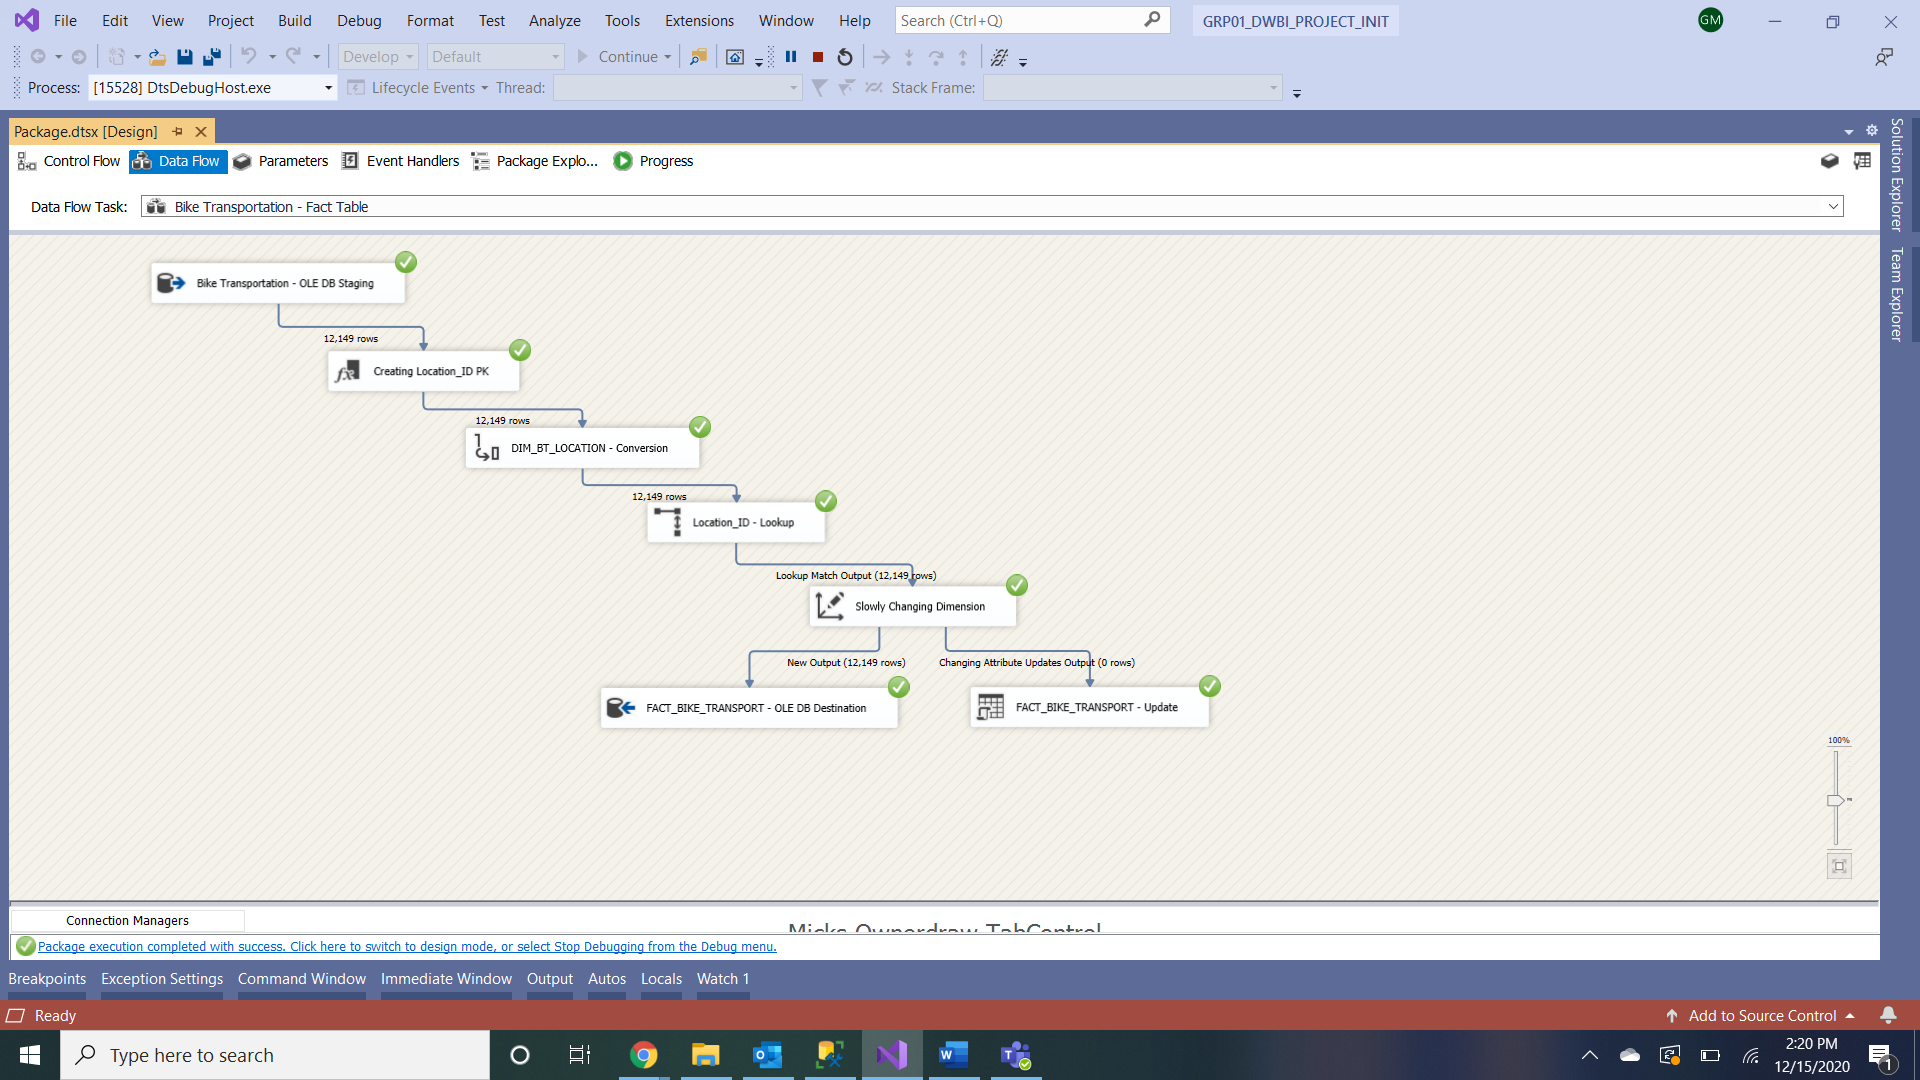 File Edit View Project Build Debug Format Test Analyze Tools Extensions Window Help Search (Ctrl+Q) GRP01_DWBI_PROJECT_INIT GM
Develop Default Continue
Process: [15528] DtsDebugHost.exe Lifecycle Events Thread: Stack Frame:
Package.dtsx [Design]
Control Flow Data Flow Parameters Event Handlers Package Explo... Progress
Data Flow Task: Bike Transportation - Fact Table
Solution Explorer
Team Explorer
Bike Transportation - OLE DB Staging
12,149 rows
Creating Location_ID PK
12,149 rows
DIM_BT_LOCATION - Conversion
12,149 rows
Location_ID - Lookup
Lookup Match Output (12,149 rows)
Slowly Changing Dimension
New Output (12,149 rows) Changing Attribute Updates Output (0 rows)
FACT_BIKE_TRANSPORT - OLE DB Destination FACT_BIKE_TRANSPORT - Update
100%
Connection Managers
Micks Ownerdraw TabControl
Package execution completed with success. Click here to switch to design mode, or select Stop Debugging from the Debug menu.
Breakpoints Exception Settings Command Window Immediate Window Output Autos Locals Watch 1
Ready Add to Source Control
Type here to search
2:20 PM
12/15/2020
1